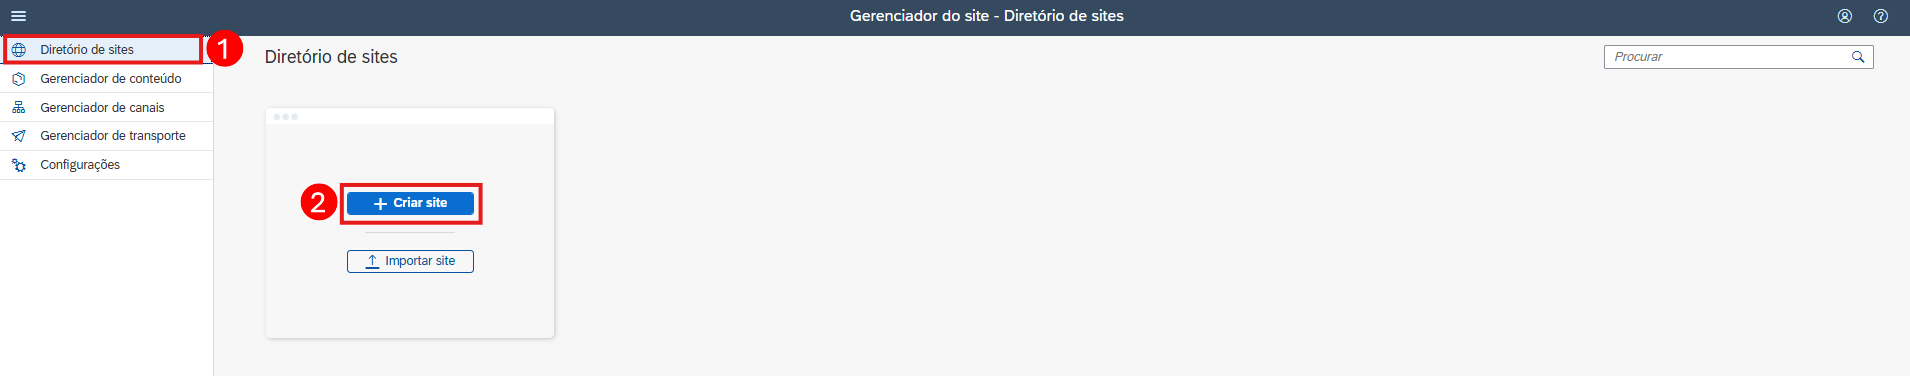 Gerenciador do site - Diretório de sites
Diretório de sites
1
Gerenciador de conteúdo
Gerenciador de canais
Gerenciador de transporte
Configurações
Diretório de sites
Procurar
2
Criar site
Importar site